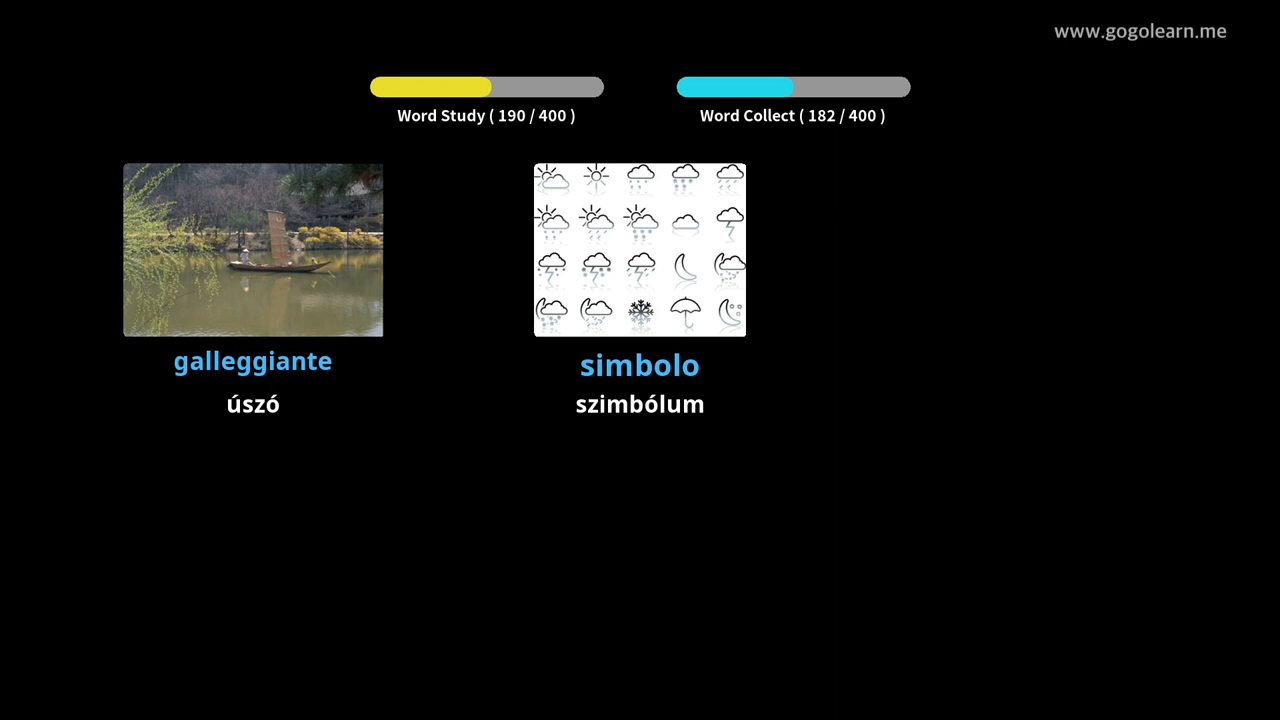 www.gogolearn.me
Word Study ( 190 / 400 )
Word Collect ( 182 / 400 )
galleggiante
úszó
simbolo
szimbólum